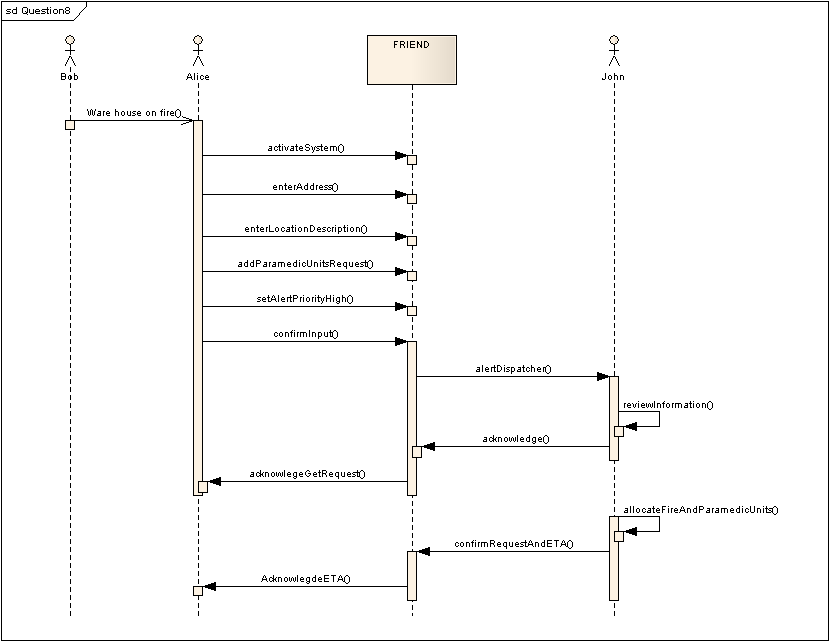 sd Question8
FRIEND
Bob
Alice
John
Ware house on fire()
activateSystem()
enterAddress()
enterLocationDescription()
addParamedicUnitsRequest()
setAlertPriorityHigh()
confirmInput()
alertDispatcher()
reviewInformation()
acknowledge()
acknowlegeGetRequest()
allocateFireAndParamedicUnits()
confirmRequestAndETA()
AcknowlegdeETA()